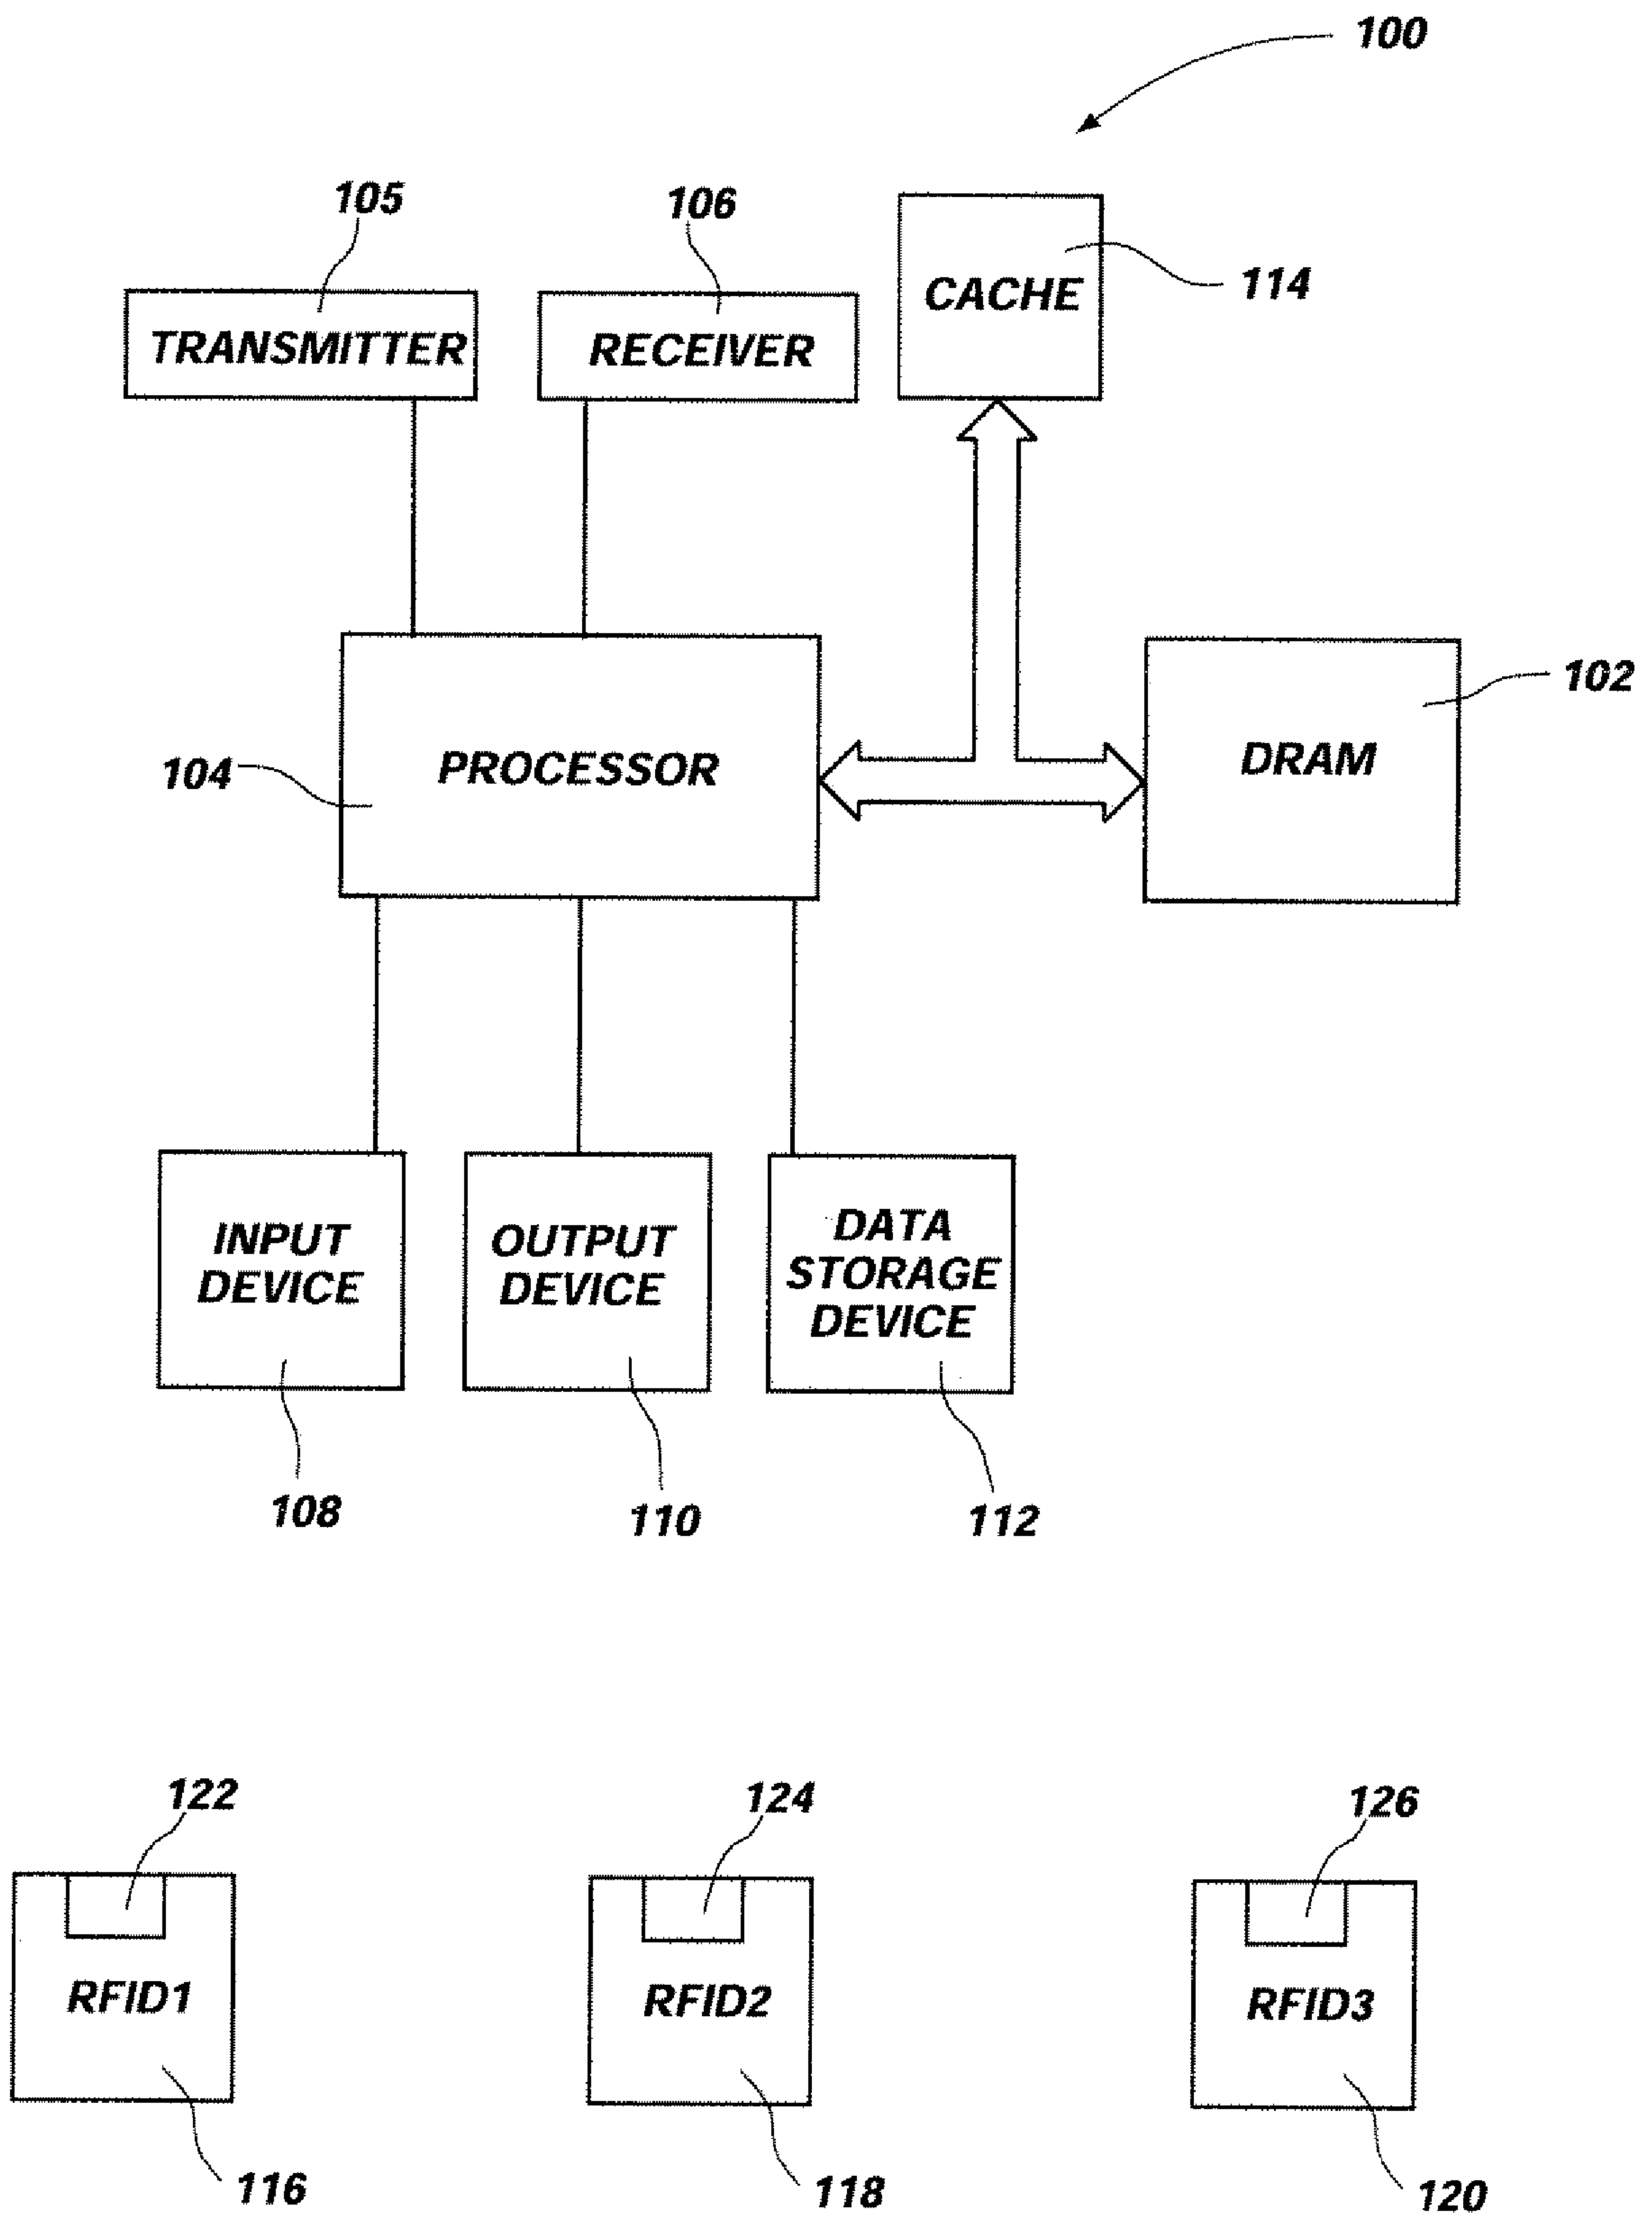 100
105
106
TRANSMITTER
RECEIVER
CACHE
114
104
PROCESSOR
DRAM
102
INPUT
DEVICE
OUTPUT
DEVICE
DATA
STORAGE
DEVICE
108
110
112
122
124
126
RFID1
RFID2
RFID3
116
118
120